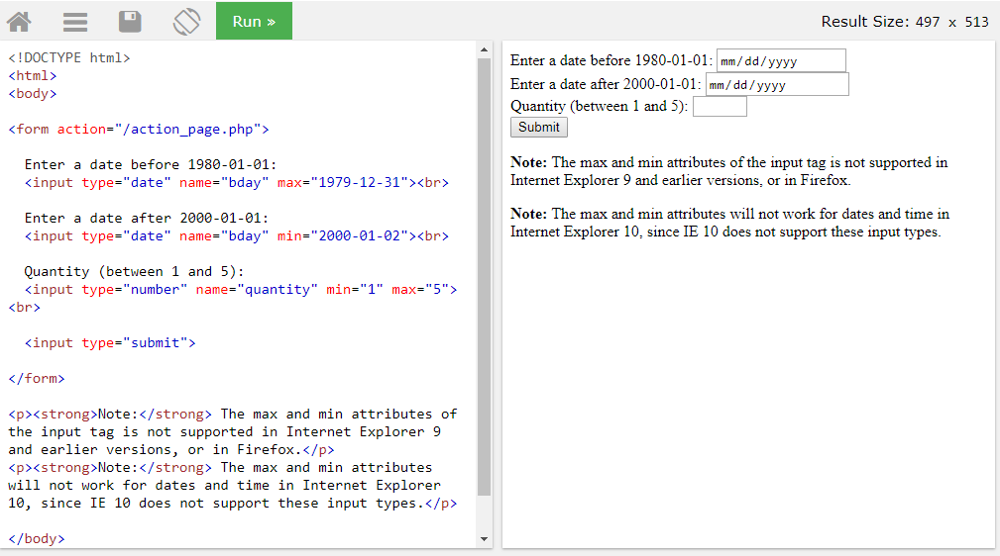 Run »
Result Size: 497 x 513
<!DOCTYPE html>
<html>
<body>
<form action="/action_page.php">
Enter a date before 1980-01-01:
<input type="date" name="bday" max="1979-12-31"><br>
Enter a date after 2000-01-01:
<input type="date" name="bday" min="2000-01-02"><br>
Quantity (between 1 and 5):
<input type="number" name="quantity" min="1" max="5">
<br>
<input type="submit">
</form>
<p><strong>Note:</strong> The max and min attributes of
the input tag is not supported in Internet Explorer 9
and earlier versions, or in Firefox.</p>
<p><strong>Note:</strong> The max and min attributes
will not work for dates and time in Internet Explorer
10, since IE 10 does not support these input types.</p>
</body>
Enter a date before 1980-01-01: mm/dd/yyyy
Enter a date after 2000-01-01: mm/dd/yyyy
Quantity (between 1 and 5):
Submit
Note: The max and min attributes of the input tag is not supported in
Internet Explorer 9 and earlier versions, or in Firefox.
Note: The max and min attributes will not work for dates and time in
Internet Explorer 10, since IE 10 does not support these input types.